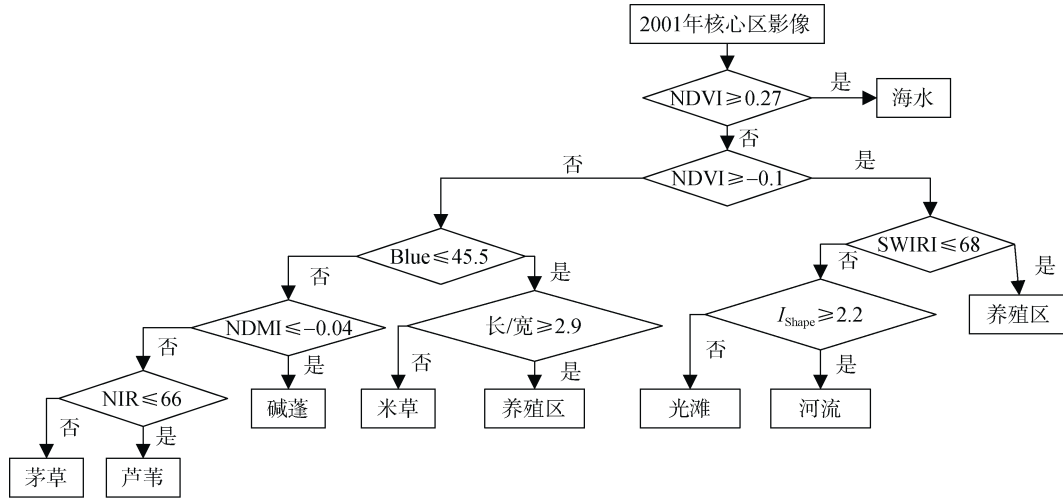 2001年核心区影像
NDVI≥0.27
是
海水
否
否
NDVI≥−0.1
是
Blue≤45.5
SWIRI≤68
否
是
否
是
NDMI≤−0.04
长/宽≥2.9
I_Shape≥2.2
养殖区
否
是
否
是
否
是
NIR≤66
碱蓬
米草
养殖区
光滩
河流
否
是
茅草
芦苇